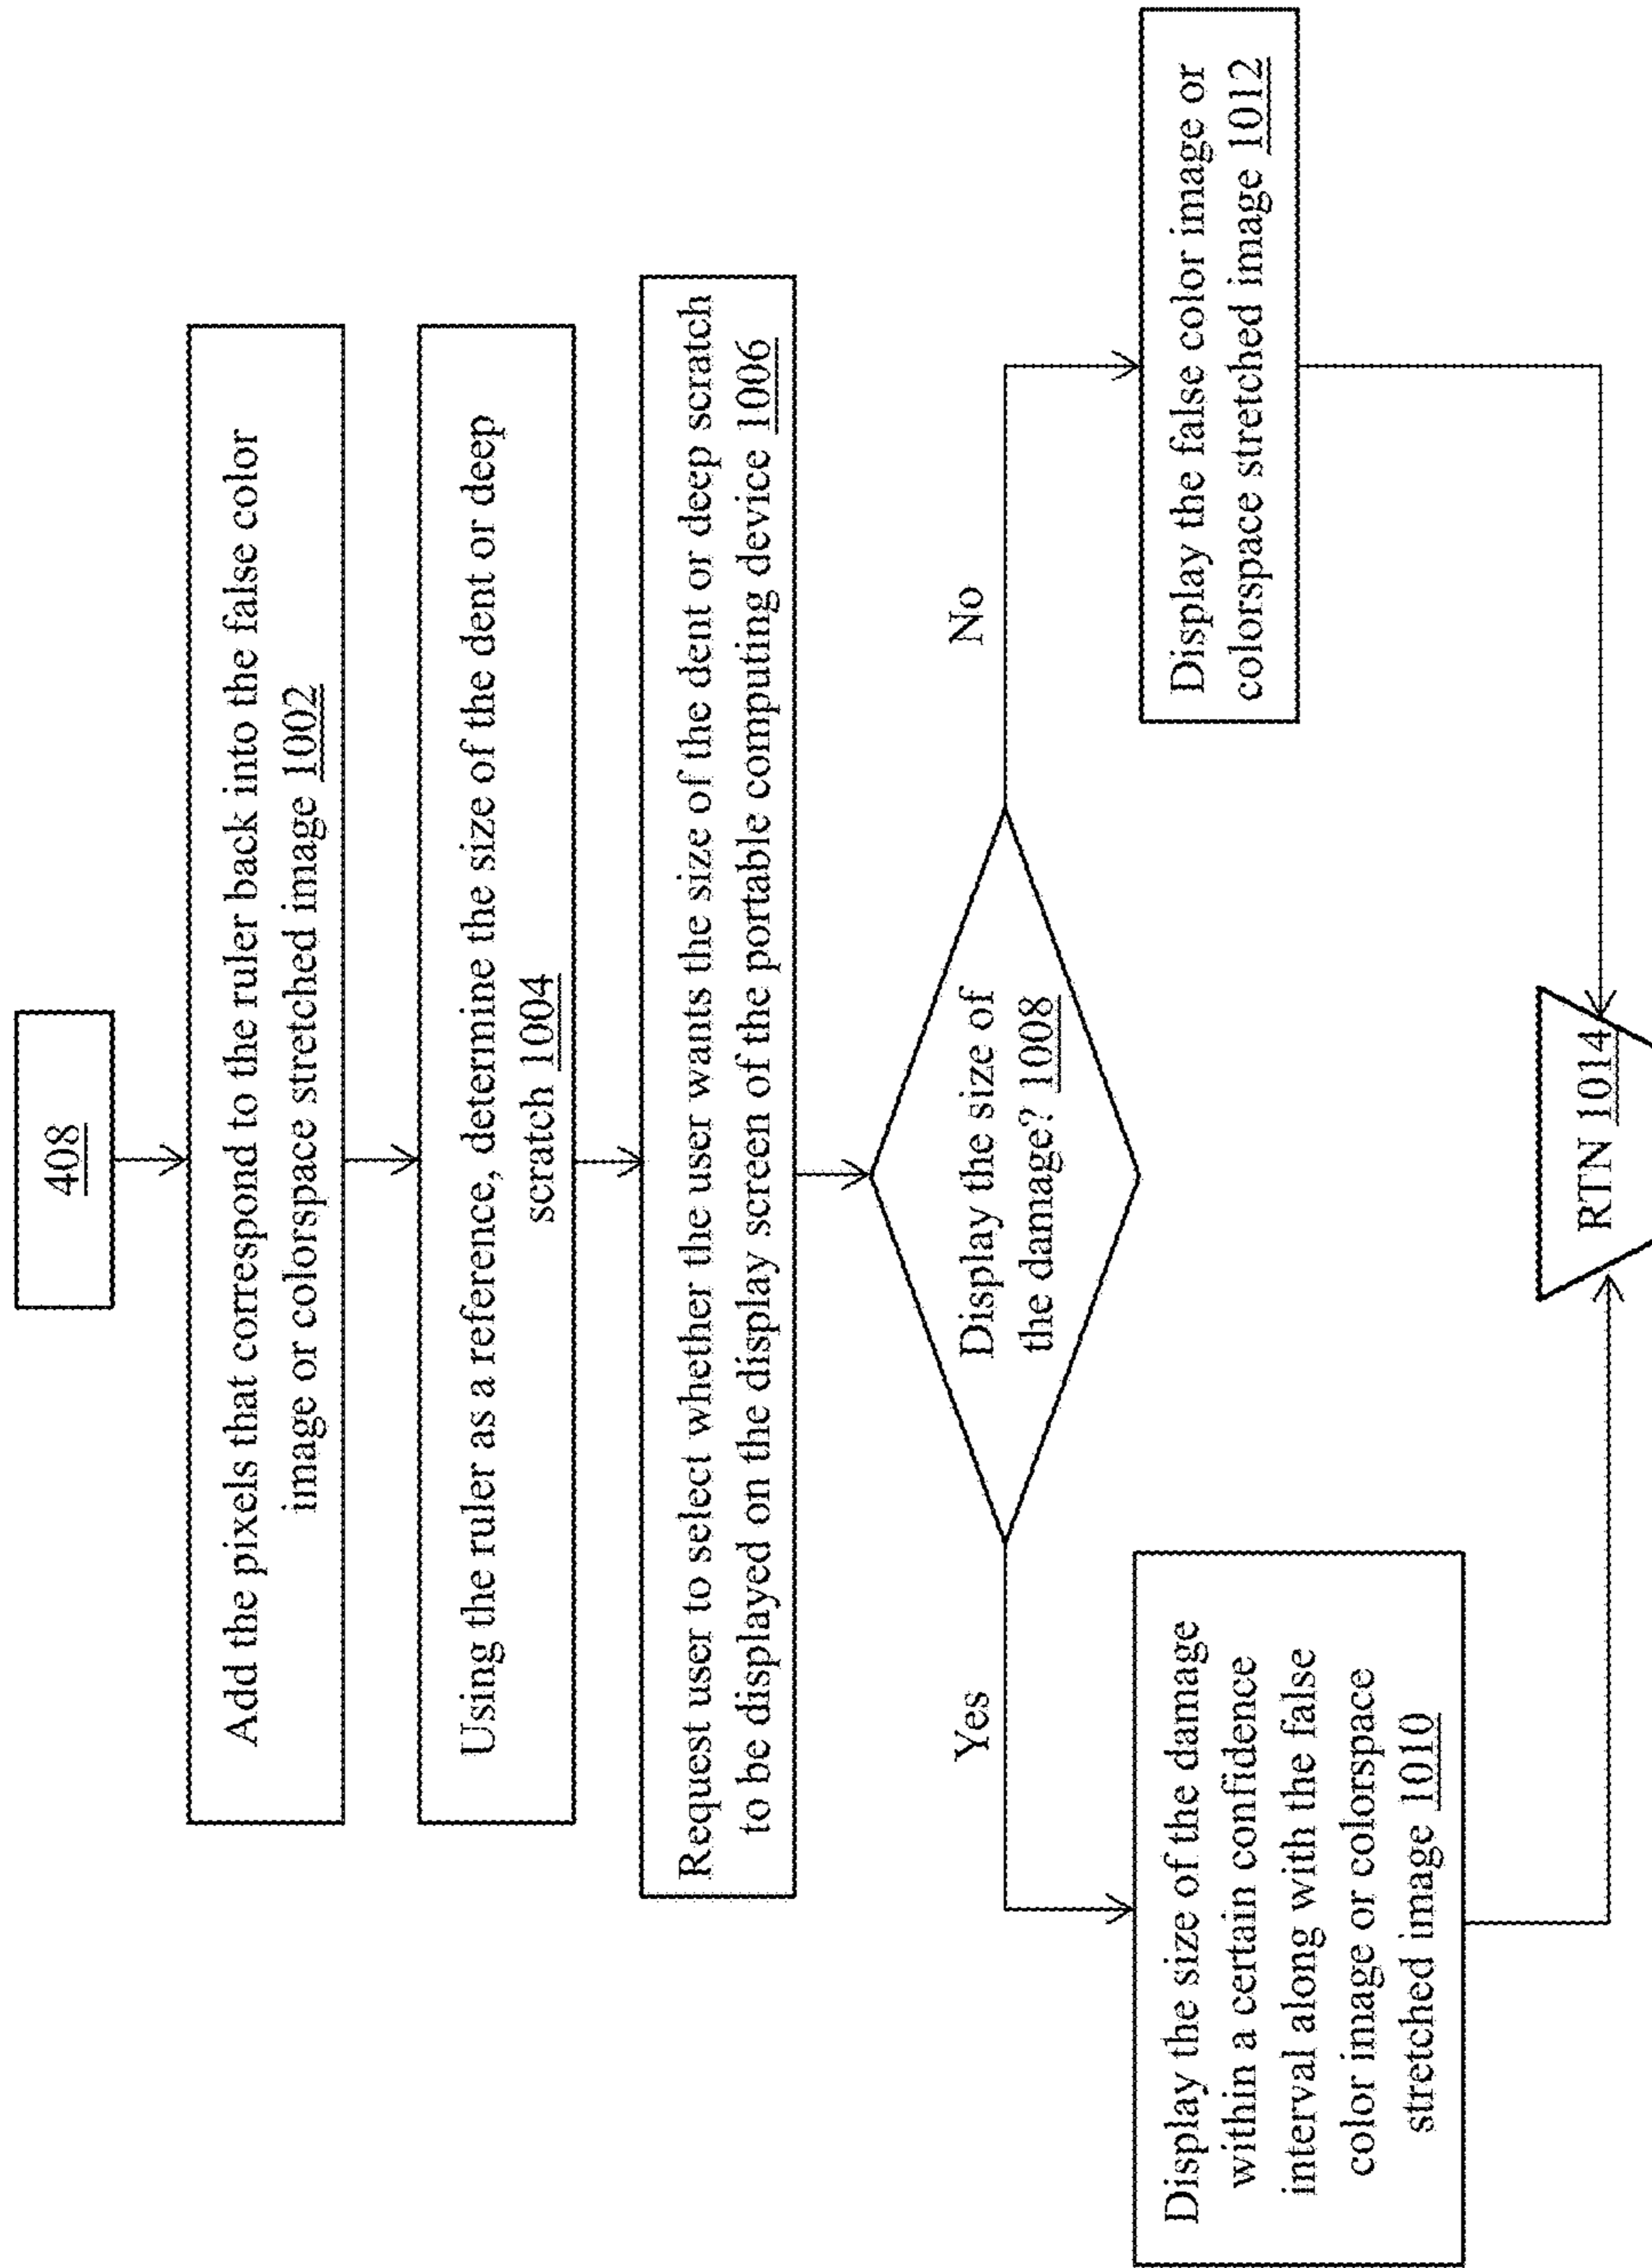 408
Add the pixels that correspond to the ruler back into the false color
image or colorspace stretched image 1002
Using the ruler as a reference, determine the size of the dent or deep
scratch 1004
Request user to select whether the user wants the size of the dent or deep scratch
to be displayed on the display screen of the portable computing device 1006
Display the size of
the damage? 1008
Yes
No
Display the size of the damage
within a certain confidence
interval along with the false
color image or colorspace
stretched image 1010
Display the false color image or
colorspace stretched image 1012
RTN 1014